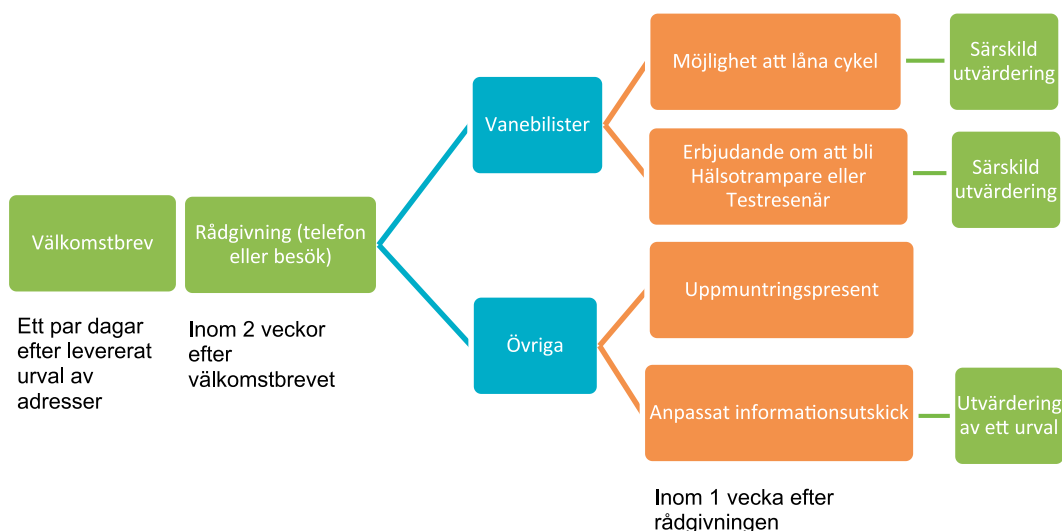 Välkomstbrev
Ett par dagar
efter levererat
urval av
adresser
Rådgivning (telefon
eller besök)
Inom 2 veckor
efter
välkomstbrevet
Vanebilister
Möjlighet att låna cykel
Särskild
utvärdering
Erbjudande om att bli
Hälsotrampare eller
Testresenär
Särskild
utvärdering
Övriga
Uppmuntringspresent
Anpassat informationsutskick
Utvärdering
av ett urval
Inom 1 vecka efter
rådgivningen